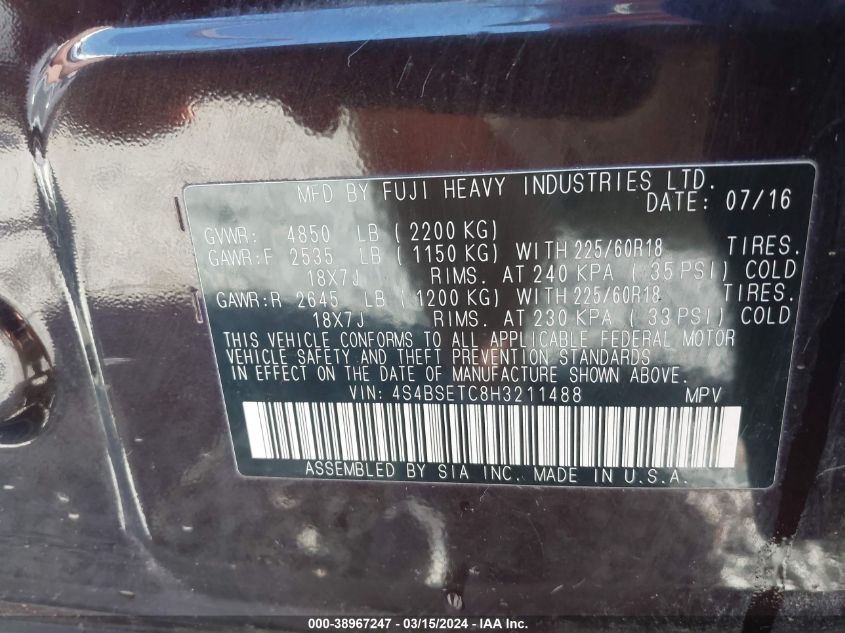 MFD BY FUJI HEAVY INDUSTRIES LTD.
DATE: 07/16
GVWR: 4850 LB (2200 KG)
GAWR:F 2535 LB (1150 KG) WITH 225/60R18 TIRES.
18X7J RIMS. AT 240 KPA (35 PSI) COLD
GAWR:R 2645 LB (1200 KG) WITH 225/60R18 TIRES.
18X7J RIMS. AT 230 KPA (33 PSI) COLD
THIS VEHICLE CONFORMS TO ALL APPLICABLE FEDERAL MOTOR
VEHICLE SAFETY AND THEFT PREVENTION STANDARDS
IN EFFECT ON THE DATE OF MANUFACTURE SHOWN ABOVE.
VIN: 4S4BSETC8H3211488 MPV
ASSEMBLED BY SIA INC. MADE IN U.S.A.
000-38967247 - 03/15/2024 - IAA Inc.